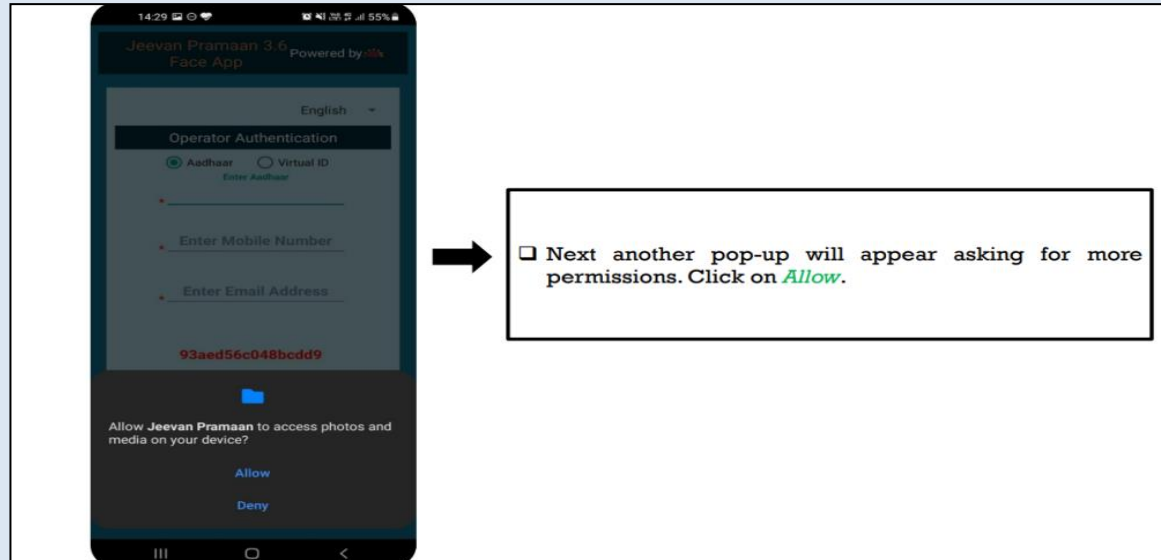 14:29
55%
Jeevan Pramaan 3.6
Face App
Powered by
English
Operator Authentication
Aadhaar Virtual ID
Enter Aadhaar
*
* Enter Mobile Number
* Enter Email Address
93aed56c048bcdd9
Allow Jeevan Pramaan to access photos and
media on your device?
Allow
Deny
❑ Next another pop-up will appear asking for more
permissions. Click on Allow.